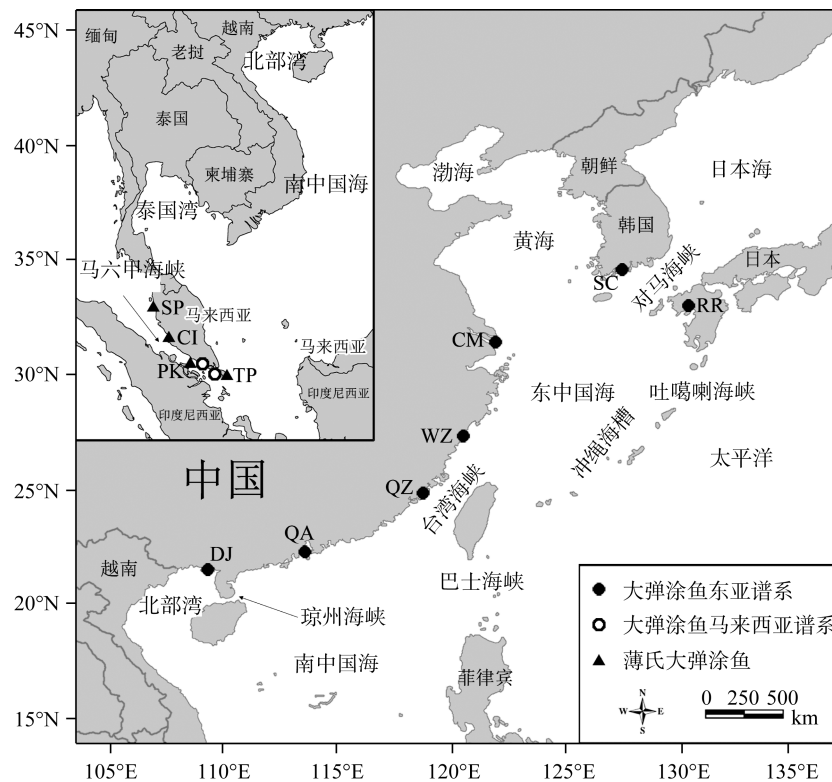 45°N
40°N
35°N
30°N
25°N
20°N
15°N
缅甸
越南
老挝
北部湾
泰国
柬埔寨
南中国海
泰国湾
马六甲海峡
SP
马来西亚
CI
马来西亚
PK
TP
印度尼西亚
印度尼西亚
渤海
朝鲜
日本海
黄海
韩国
SC
对马海峡
日本
RR
CM
东中国海
吐噶喇海峡
WZ
冲绳海槽
太平洋
中国
QZ
台湾海峡
QA
DJ
越南
巴士海峡
北部湾
琼州海峡
南中国海
菲律宾
大弹涂鱼东亚谱系
大弹涂鱼马来西亚谱系
薄氏大弹涂鱼
N
W E
S
0 250 500
km
105°E 110°E 115°E 120°E 125°E 130°E 135°E